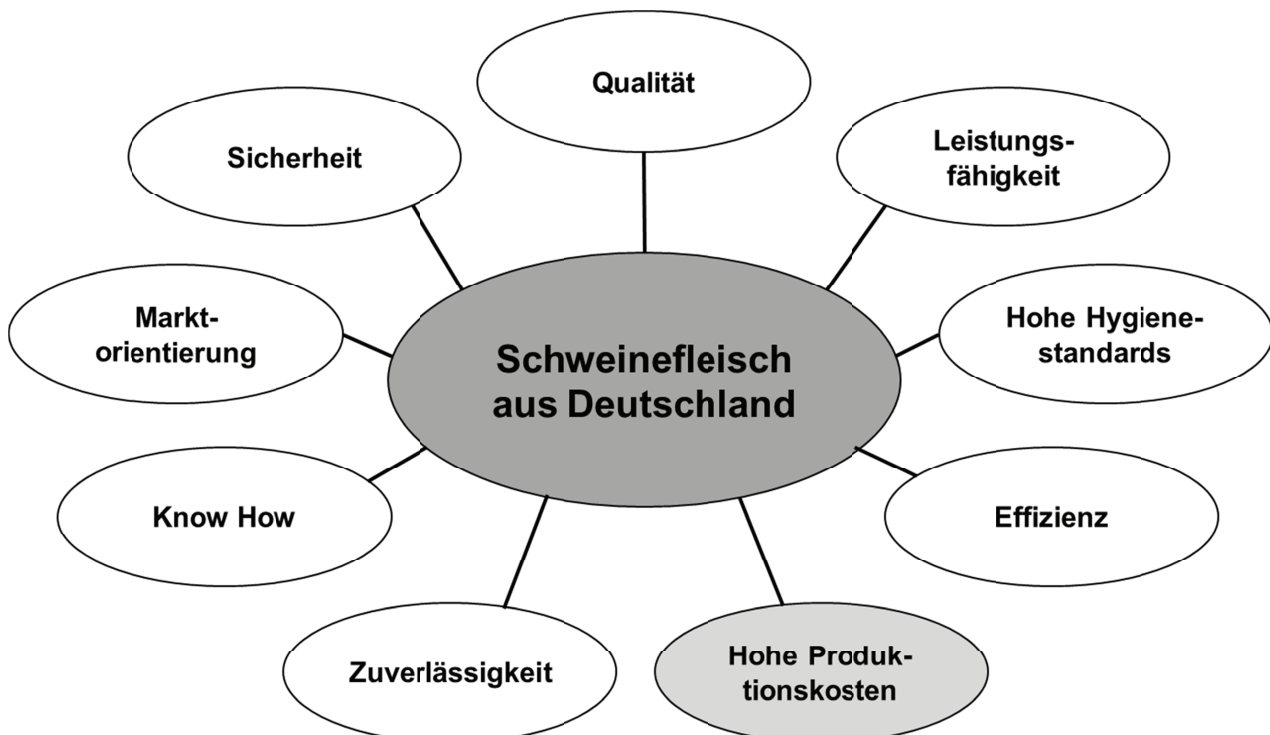 Qualität
Sicherheit
Leistungs-
fähigkeit
Markt-
orientierung
Hohe Hygiene-
standards
Schweinefleisch
aus Deutschland
Know How
Effizienz
Zuverlässigkeit
Hohe Produk-
tionskosten